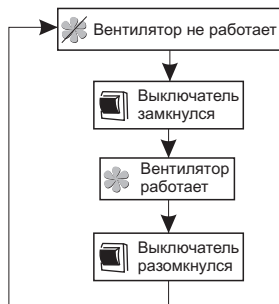 Вентилятор не работает
Выключатель
замкнулся
Вентилятор
работает
Выключатель
разомкнулся